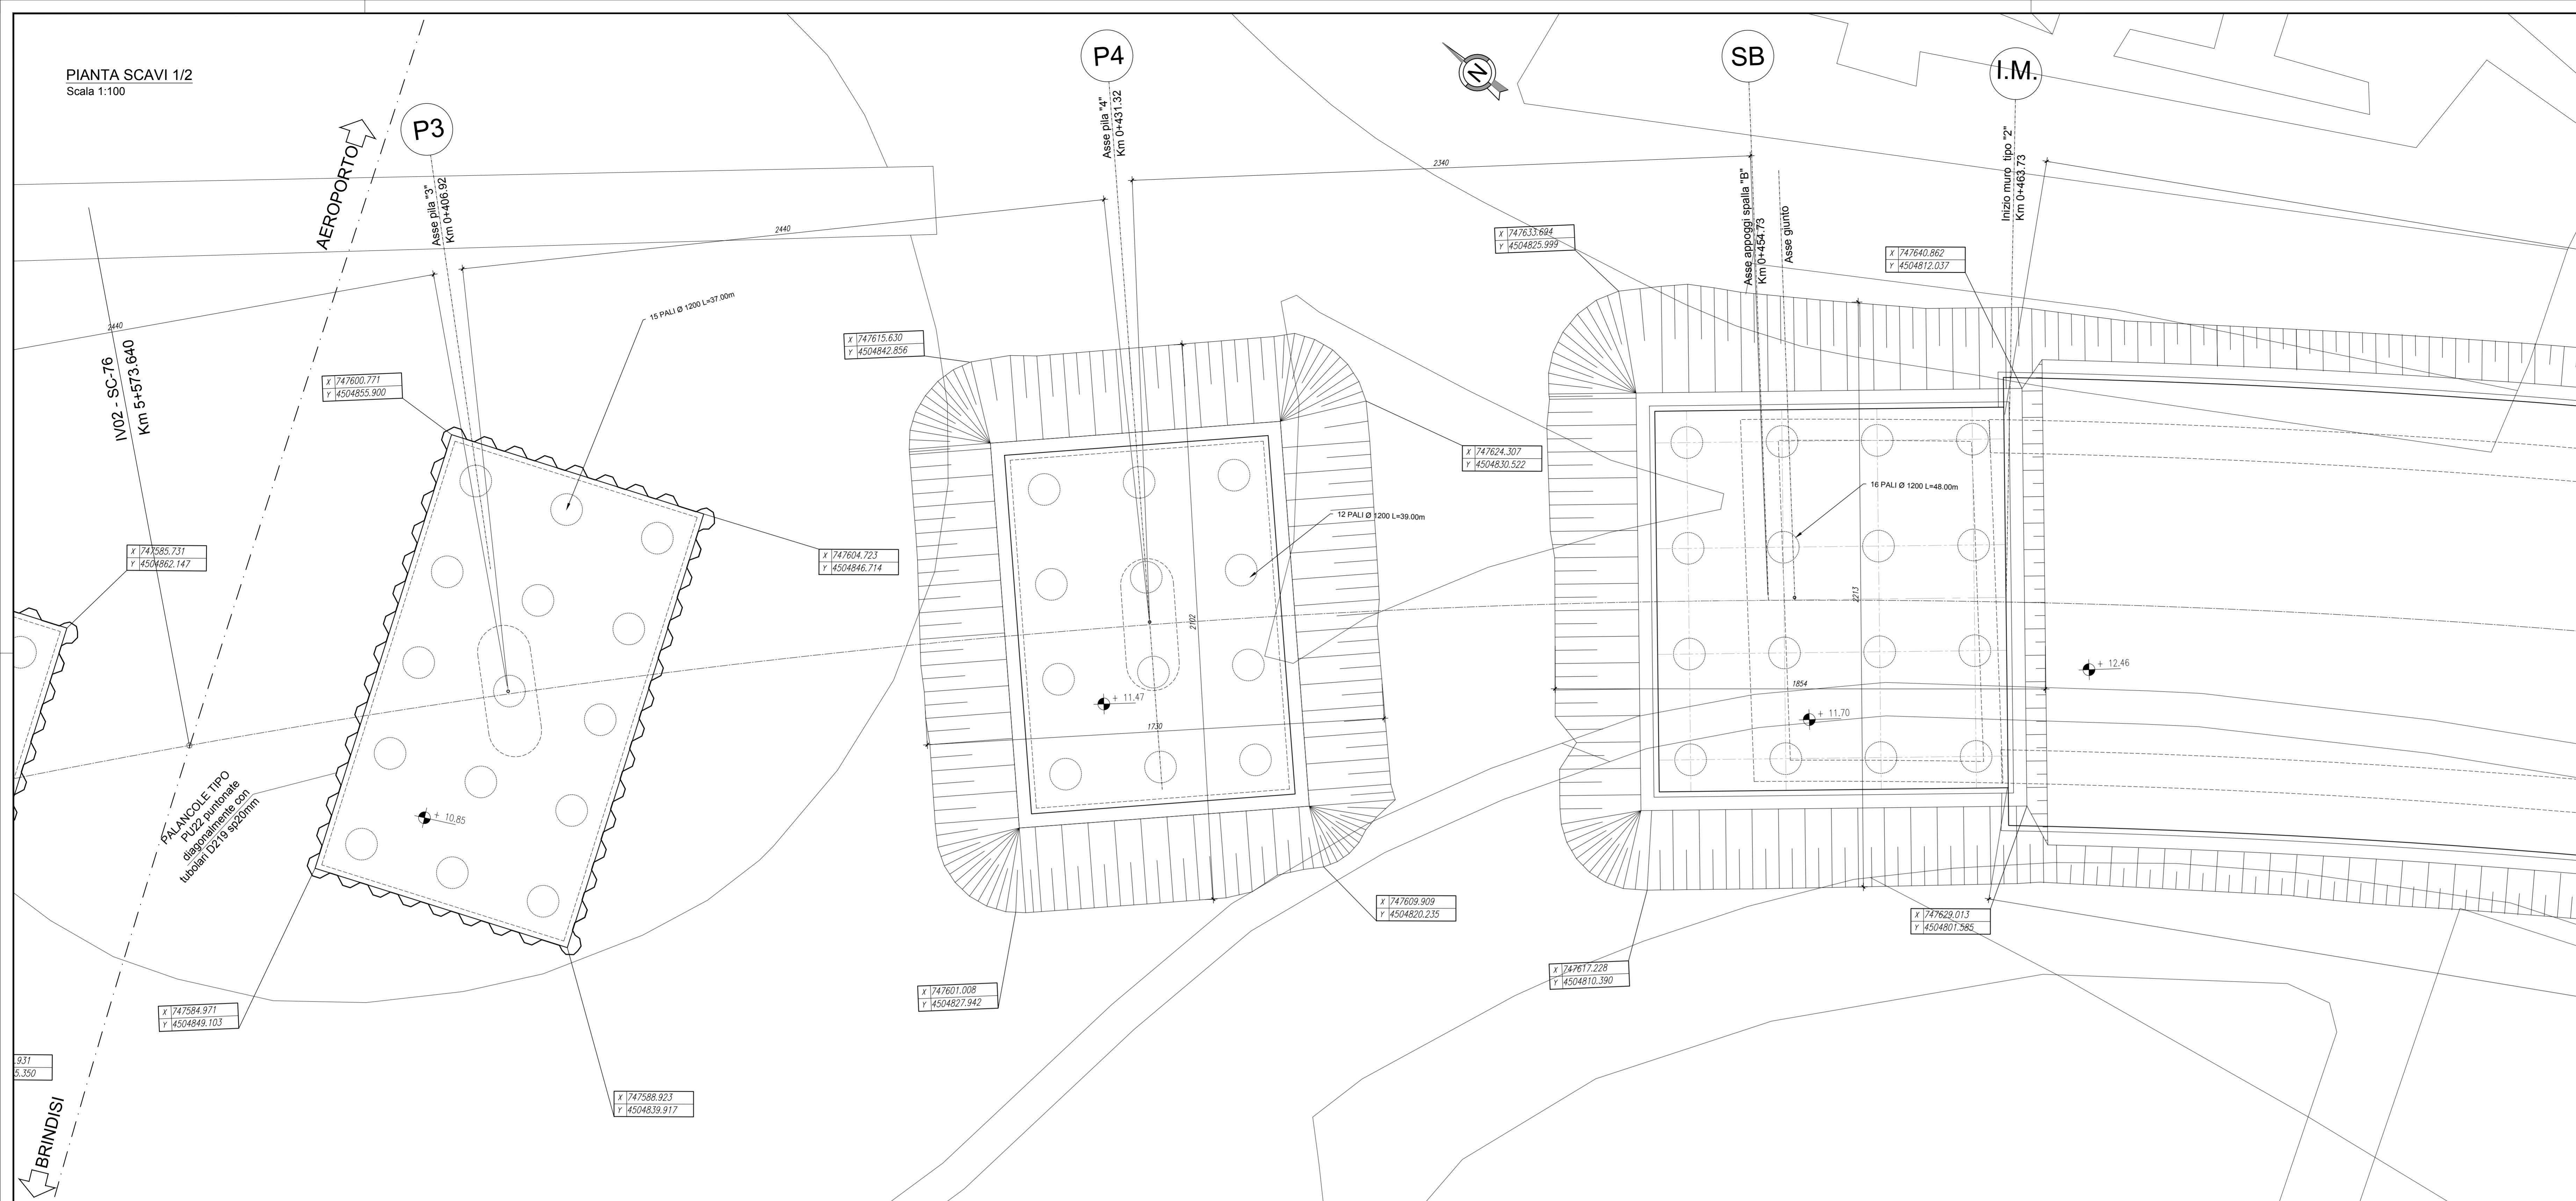 PIANTA SCAVI 1/2
Scala 1:100
P3
P4
N
SB
I.M.
AEROPORTO
Asse pila "3"
Km 0+406.92
Asse pila "4"
Km 0+431.32
Asse appoggi spalla "B"
Km 0+454.73
Asse giunto
Inizio muro tipo "2"
Km 0+463.73
2440
2440
2340
IV02 - SC-76
Km 5+573.640
15 PALI Ø 1200 L=37.00m
X 747600.771
Y 4504855.900
X 747585.731
Y 4504862.147
X 747604.723
Y 4504846.714
X 747615.630
Y 4504842.856
X 747633.694
Y 4504825.999
X 747640.862
Y 4504812.037
X 747624.307
Y 4504830.522
12 PALI Ø 1200 L=39.00m
16 PALI Ø 1200 L=48.00m
2102
2213
1730
1854
+ 10.85
+ 11.47
+ 11.70
+ 12.46
PALANCOLE TIPO
PU22 puntonate
diagonalmente con
tubolari D219 sp20mm
X 747584.971
Y 4504849.103
X 747588.923
Y 4504839.917
X 747601.008
Y 4504827.942
X 747609.909
Y 4504820.235
X 747617.228
Y 4504810.390
X 747629.013
Y 4504801.585
.931
5.350
BRINDISI